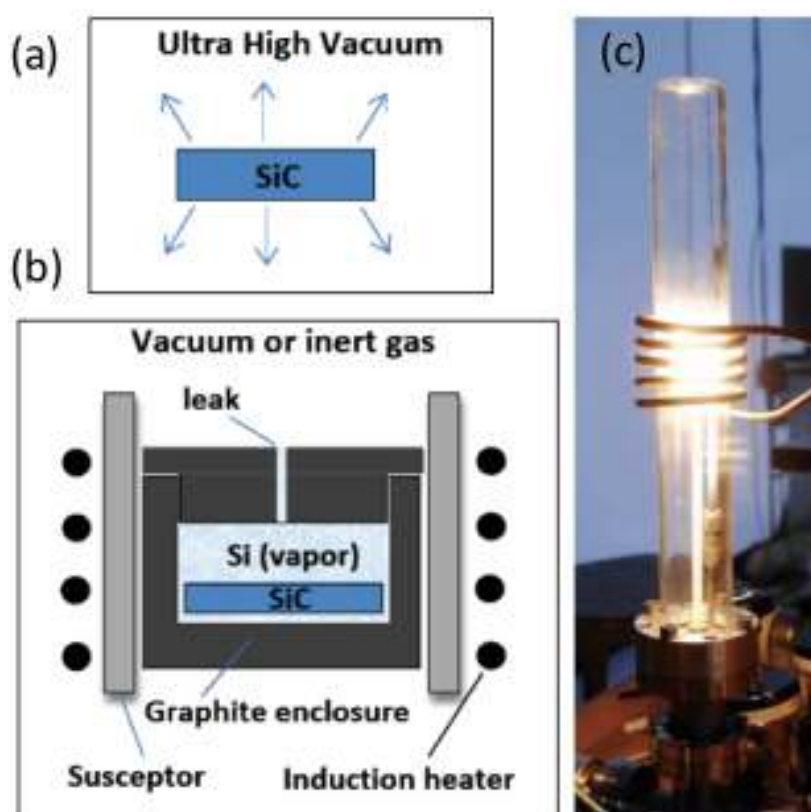 (a)
Ultra High Vacuum
SiC
(b)
Vacuum or inert gas
leak
Si (vapor)
SiC
Graphite enclosure
Susceptor
Induction heater
(c)